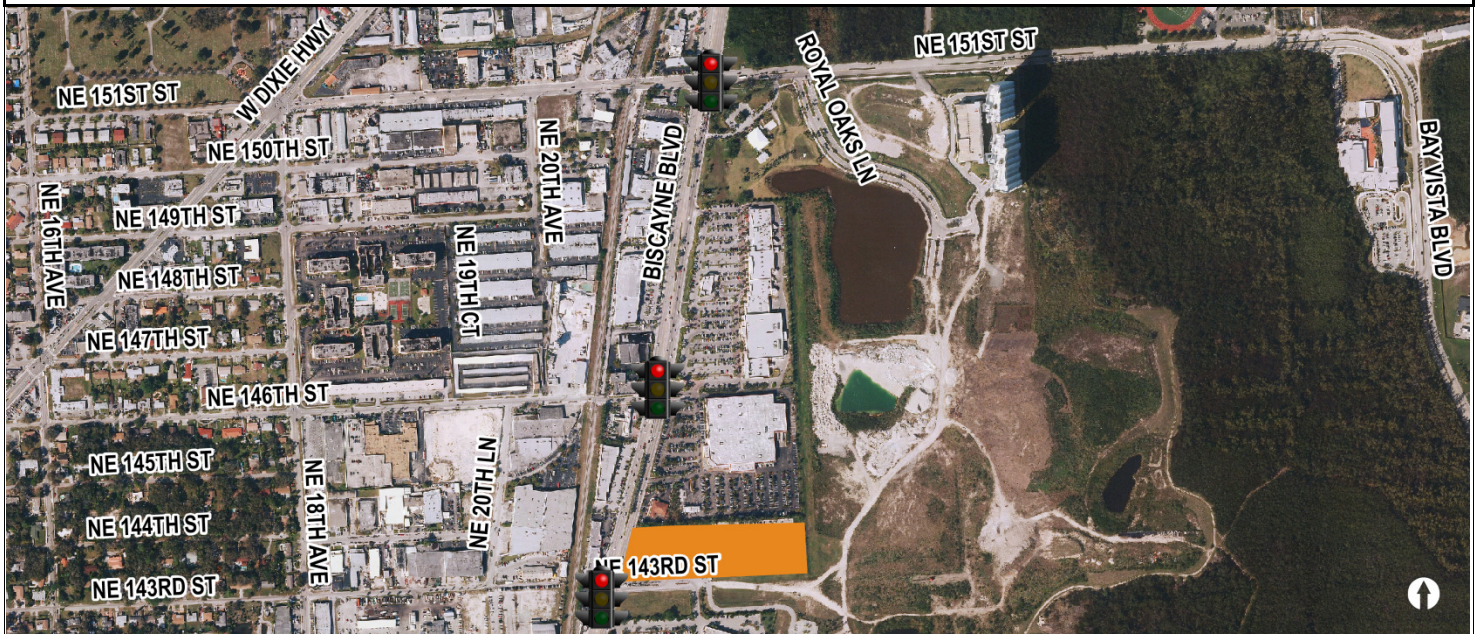 NE 151ST ST
W DIXIE HWY
NE 150TH ST
NE 16TH AVE
NE 149TH ST
NE 148TH ST
NE 147TH ST
NE 146TH ST
NE 145TH ST
NE 144TH ST
NE 143RD ST
NE 18TH AVE
NE 19TH CT
NE 20TH AVE
NE 20TH LN
BISCAYNE BLVD
NE 143RD ST
ROYAL OAKS LN
NE 151ST ST
BAY VISTA BLVD